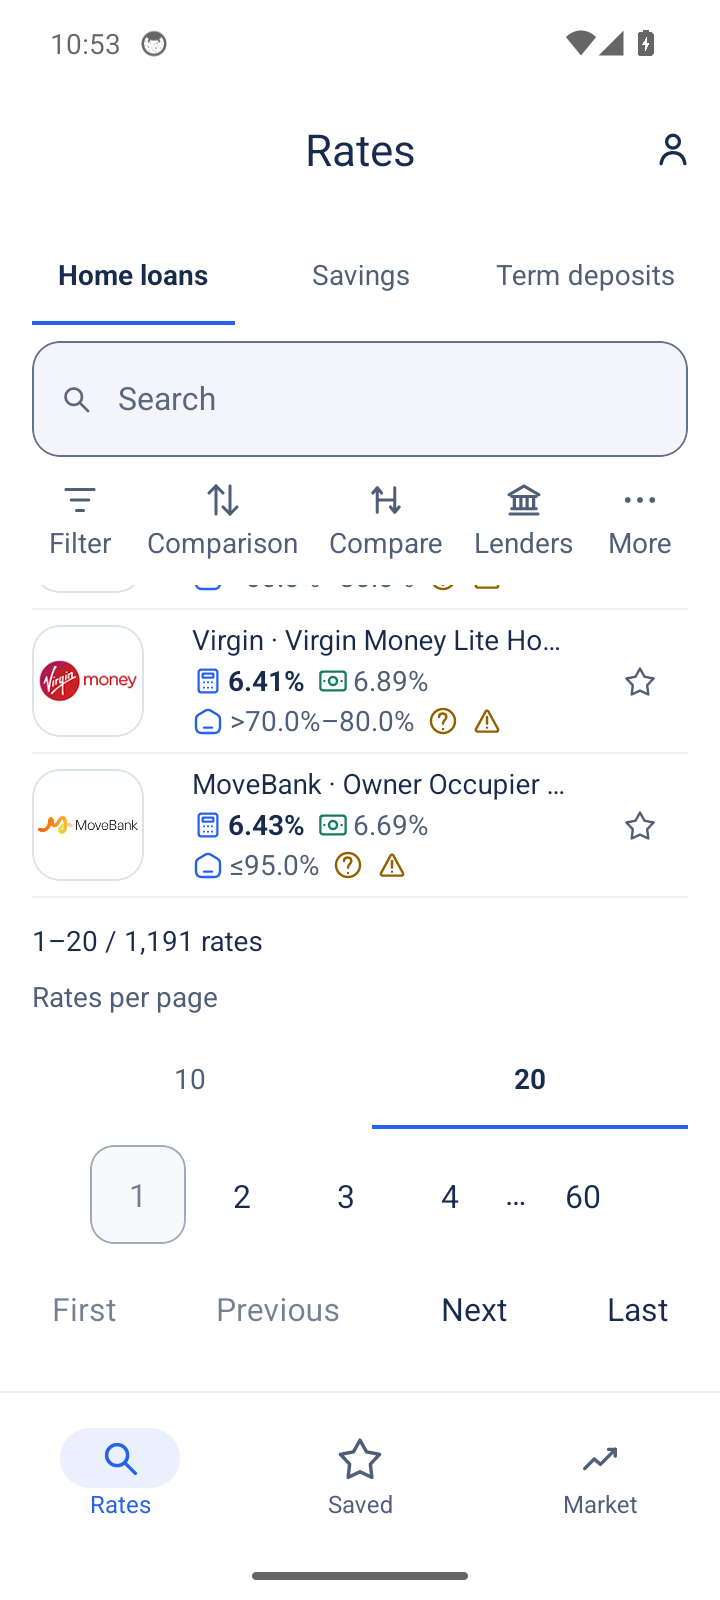 10:53
Rates
Home loans
Savings
Term deposits
Search
Filter
Comparison
Compare
Lenders
More
Virgin money
Virgin · Virgin Money Lite Ho...
6.41% 6.89%
>70.0%–80.0%
MoveBank
MoveBank · Owner Occupier ...
6.43% 6.69%
≤95.0%
1–20 / 1,191 rates
Rates per page
10
20
1 2 3 4 ... 60
First Previous Next Last
Rates
Saved
Market